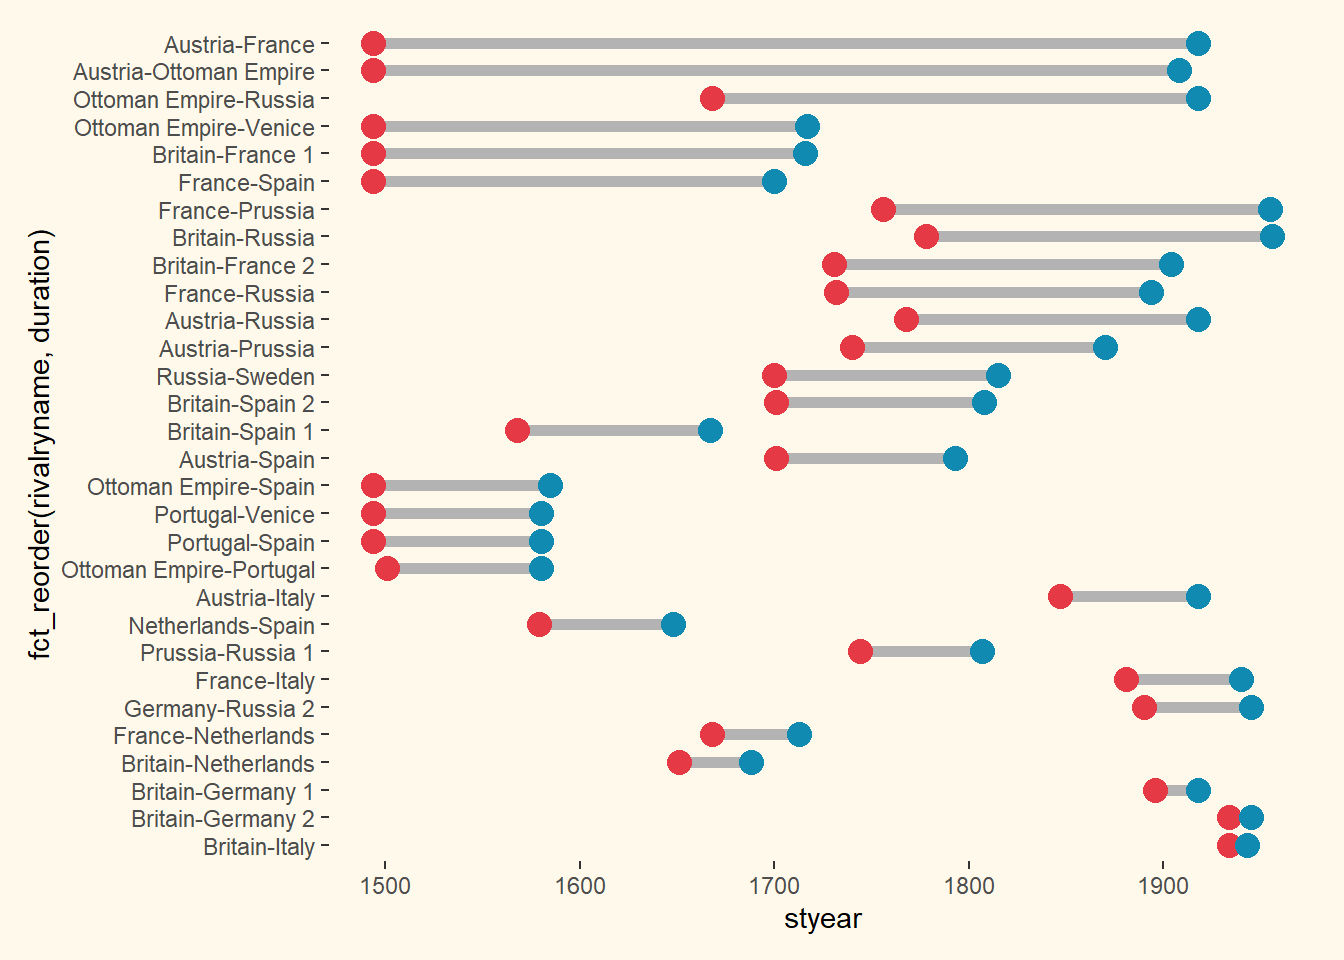 Austria-France
Austria-Ottoman Empire
Ottoman Empire-Russia
Ottoman Empire-Venice
Britain-France 1
France-Spain
France-Prussia
Britain-Russia
Britain-France 2
France-Russia
Austria-Russia
Austria-Prussia
Russia-Sweden
Britain-Spain 2
Britain-Spain 1
Austria-Spain
Ottoman Empire-Spain
Portugal-Venice
Portugal-Spain
Ottoman Empire-Portugal
Austria-Italy
Netherlands-Spain
Prussia-Russia 1
France-Italy
Germany-Russia 2
France-Netherlands
Britain-Netherlands
Britain-Germany 1
Britain-Germany 2
Britain-Italy
fct_reorder(rivalryname, duration)
1500 1600 1700 1800 1900
styear